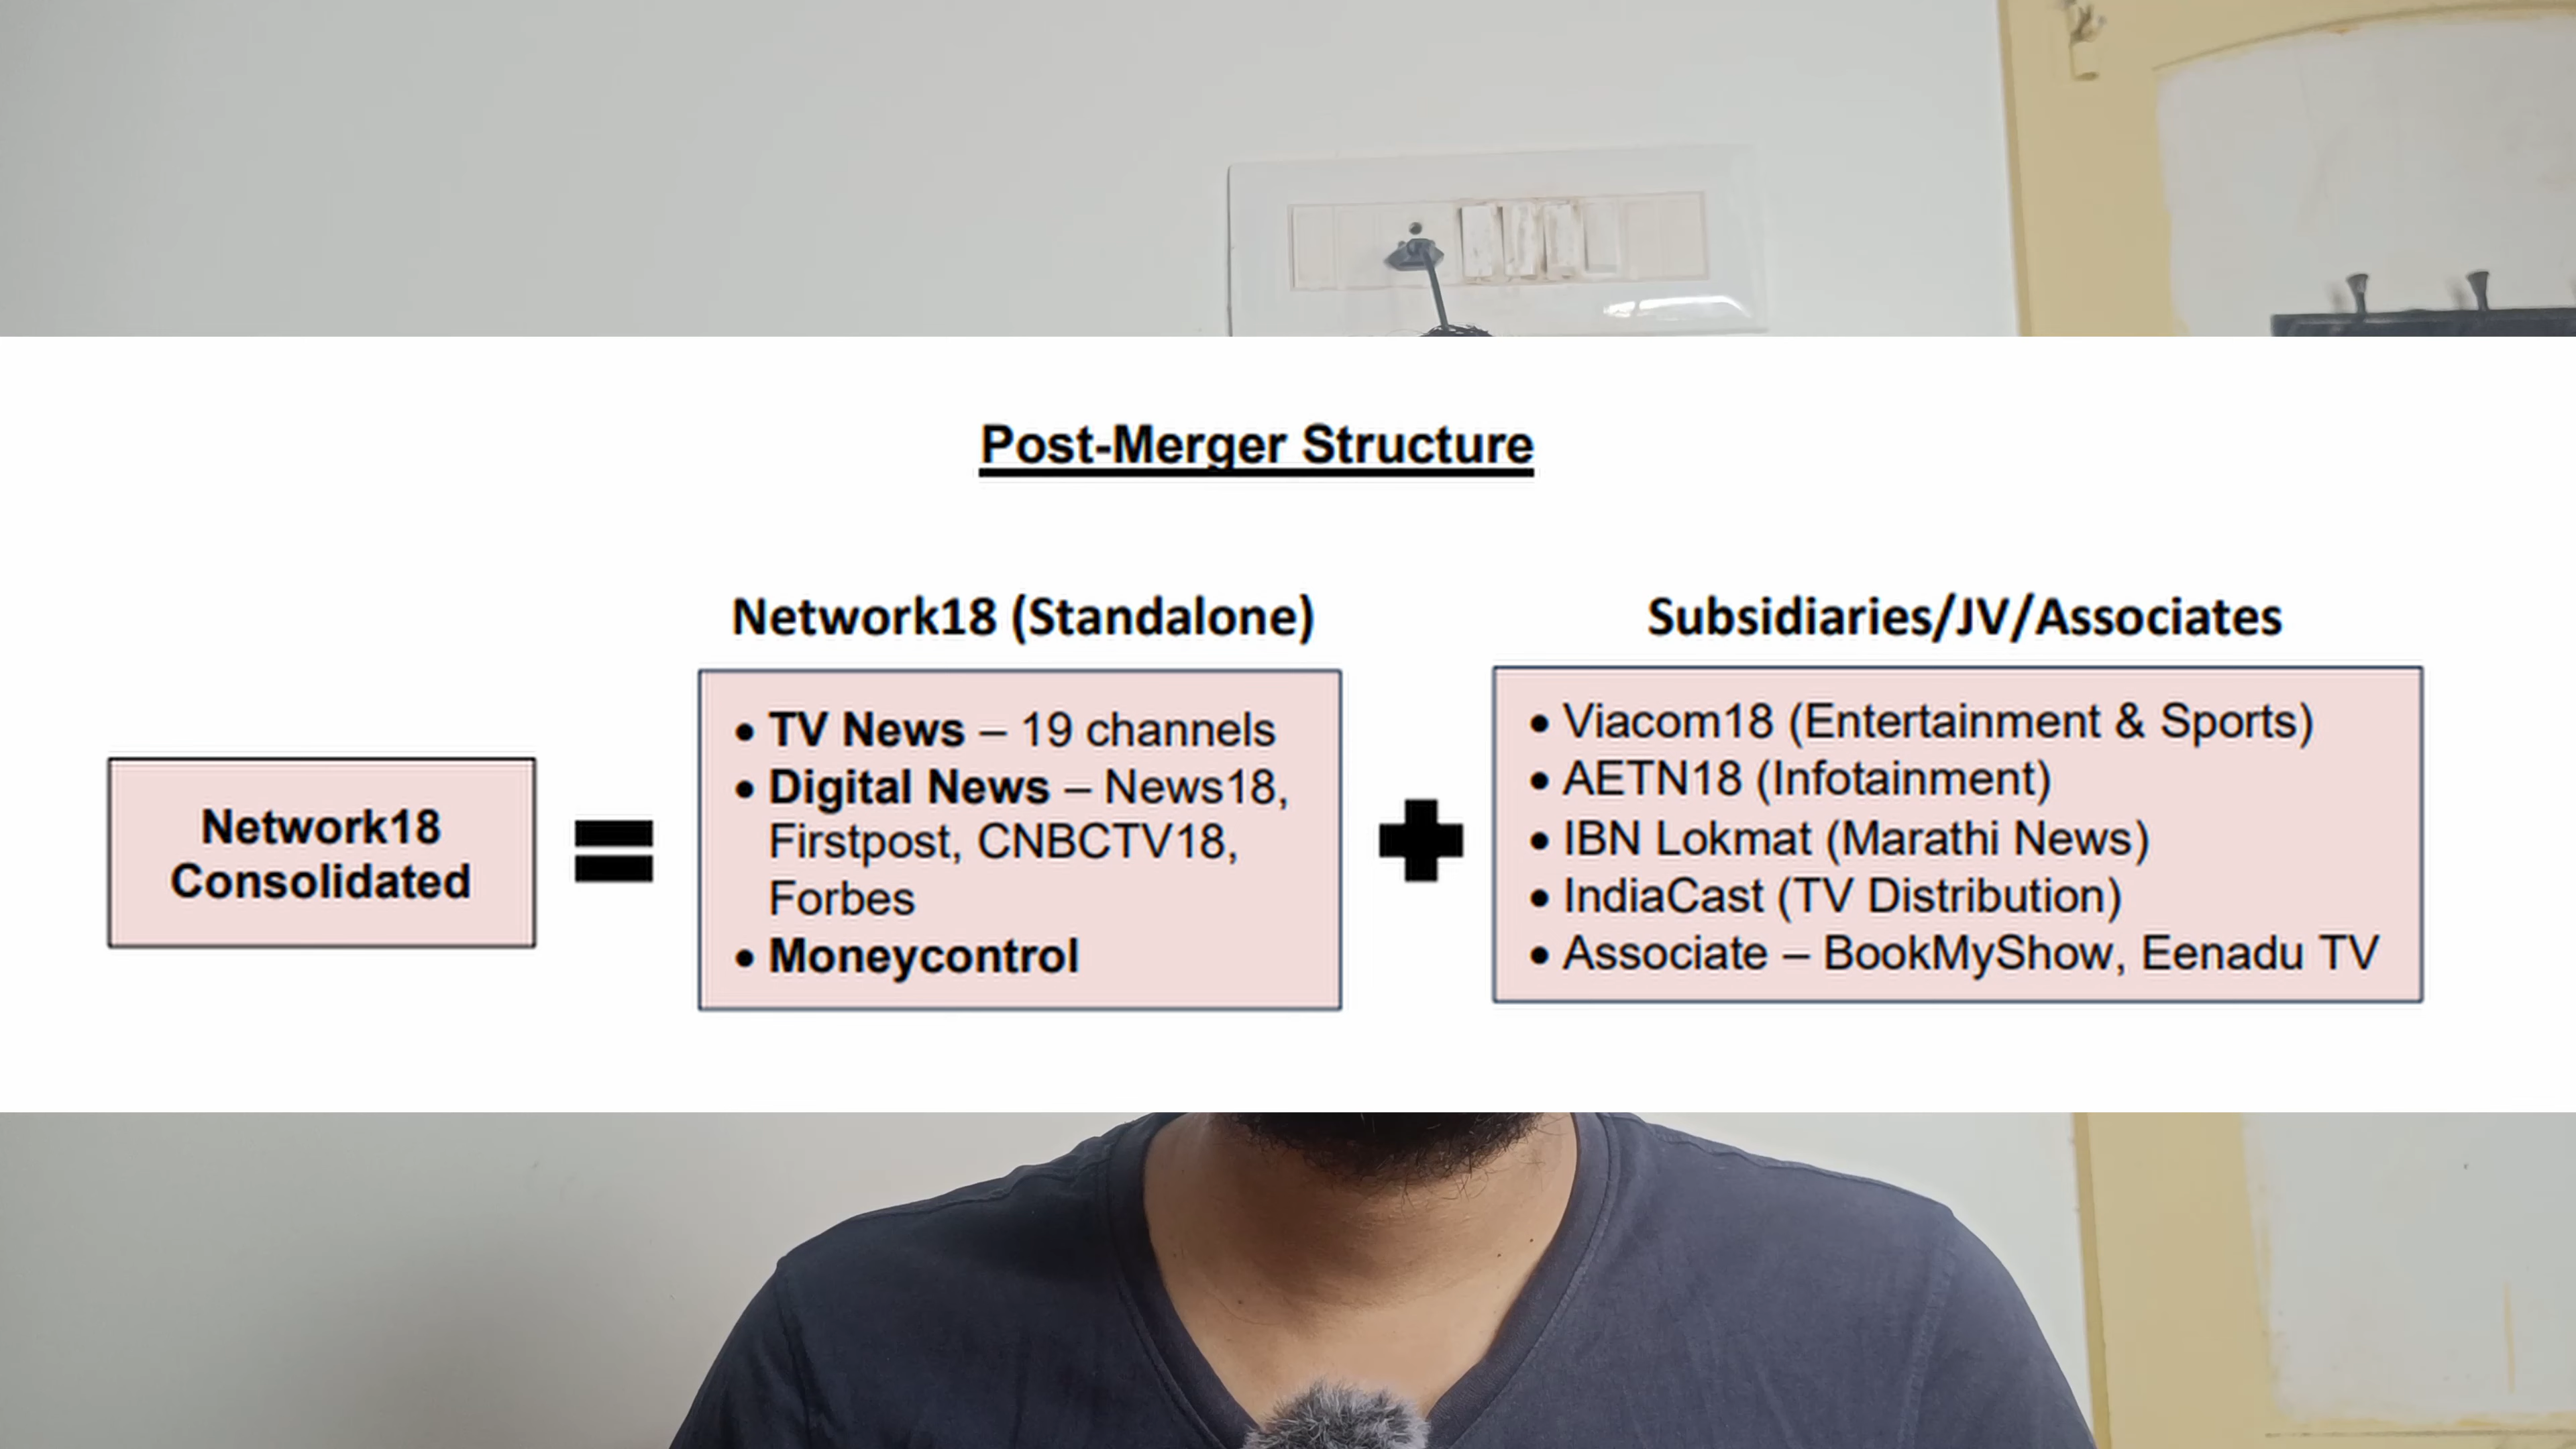 Post-Merger Structure
Network18 (Standalone)
Subsidiaries/JV/Associates
Network18
Consolidated
=
• TV News – 19 channels
• Digital News – News18,
Firstpost, CNBCTV18,
Forbes
• Moneycontrol
+
• Viacom18 (Entertainment & Sports)
• AETN18 (Infotainment)
• IBN Lokmat (Marathi News)
• IndiaCast (TV Distribution)
• Associate – BookMyShow, Eenadu TV